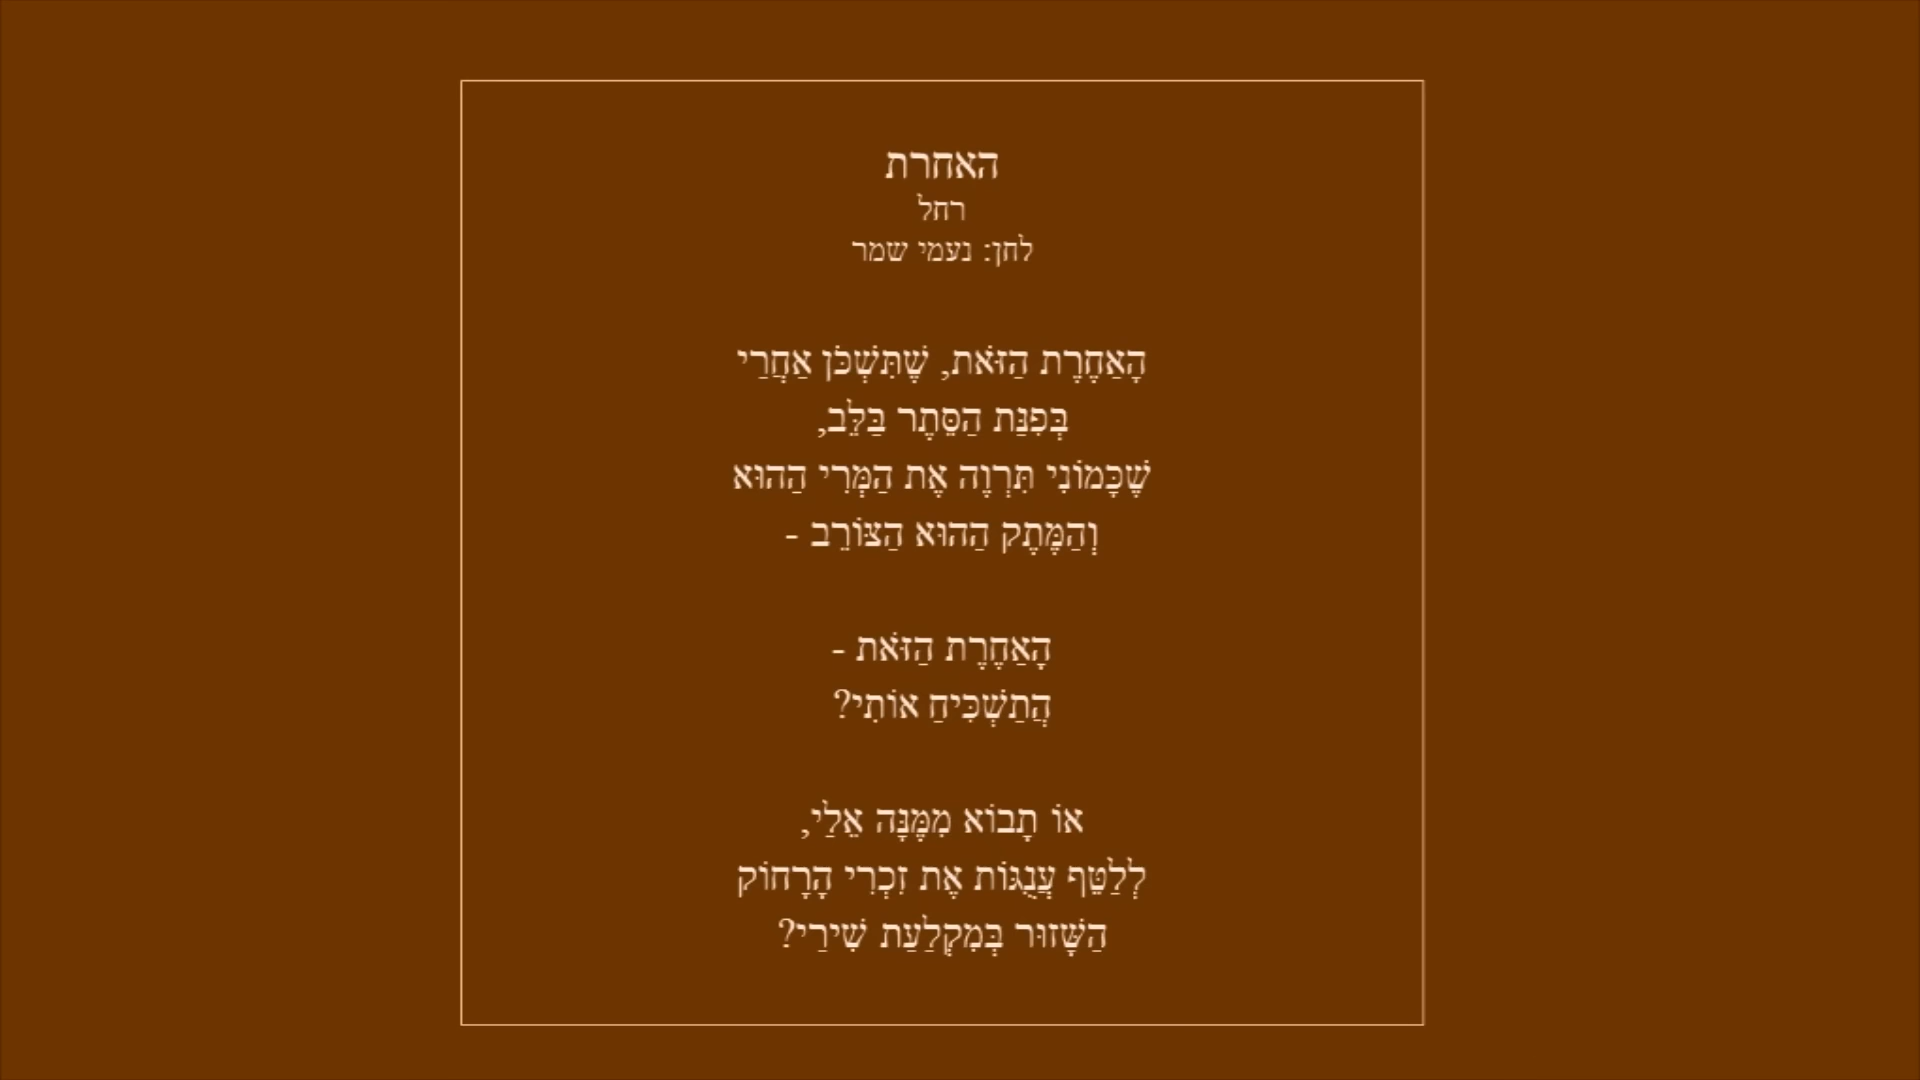 האחרת
רחל
לחן: נעמי שמר
הָאַחֶרֶת הַזֹּאת, שֶׁתִּשְׁכֹּן אַחֲרַי
בְּפִנַּת הַסֵּתֶר בַּלֵּב,
שֶׁכָּמוֹנִי תִּרְוֶה אֶת הַמְּרִי הַהוּא
וְהַמֶּתֶק הַהוּא הַצּוֹרֵב -
הָאַחֶרֶת הַזֹּאת -
הֲתַשְׁכִּיחַ אוֹתִי?
אוֹ תָבוֹא מִמֶּנָּה אֵלַי,
לְלַטֵּף עֲנֻגּוֹת אֶת זִכְרִי הָרָחוֹק
הַשָּׁזוּר בְּמִקְלַעַת שִׁירַי?